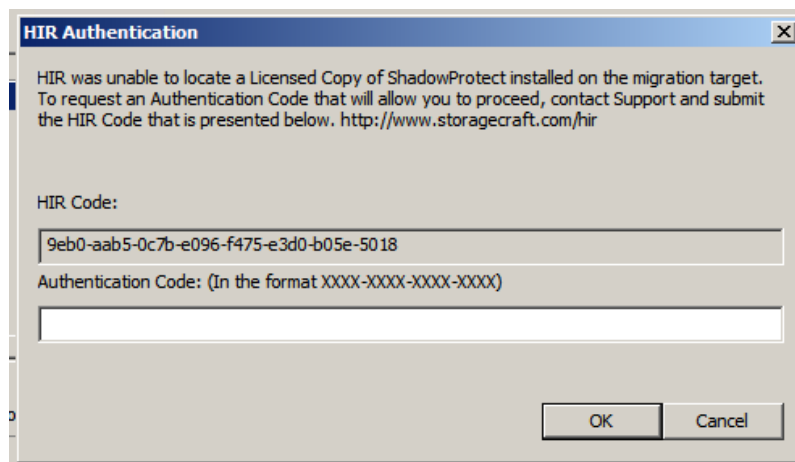 HIR Authentication
HIR was unable to locate a Licensed Copy of ShadowProtect installed on the migration target.
To request an Authentication Code that will allow you to proceed, contact Support and submit
the HIR Code that is presented below. http://www.storagecraft.com/hir
HIR Code:
9eb0-aab5-0c7b-e096-f475-e3d0-b05e-5018
Authentication Code: (In the format XXXX-XXXX-XXXX-XXXX)
OK
Cancel